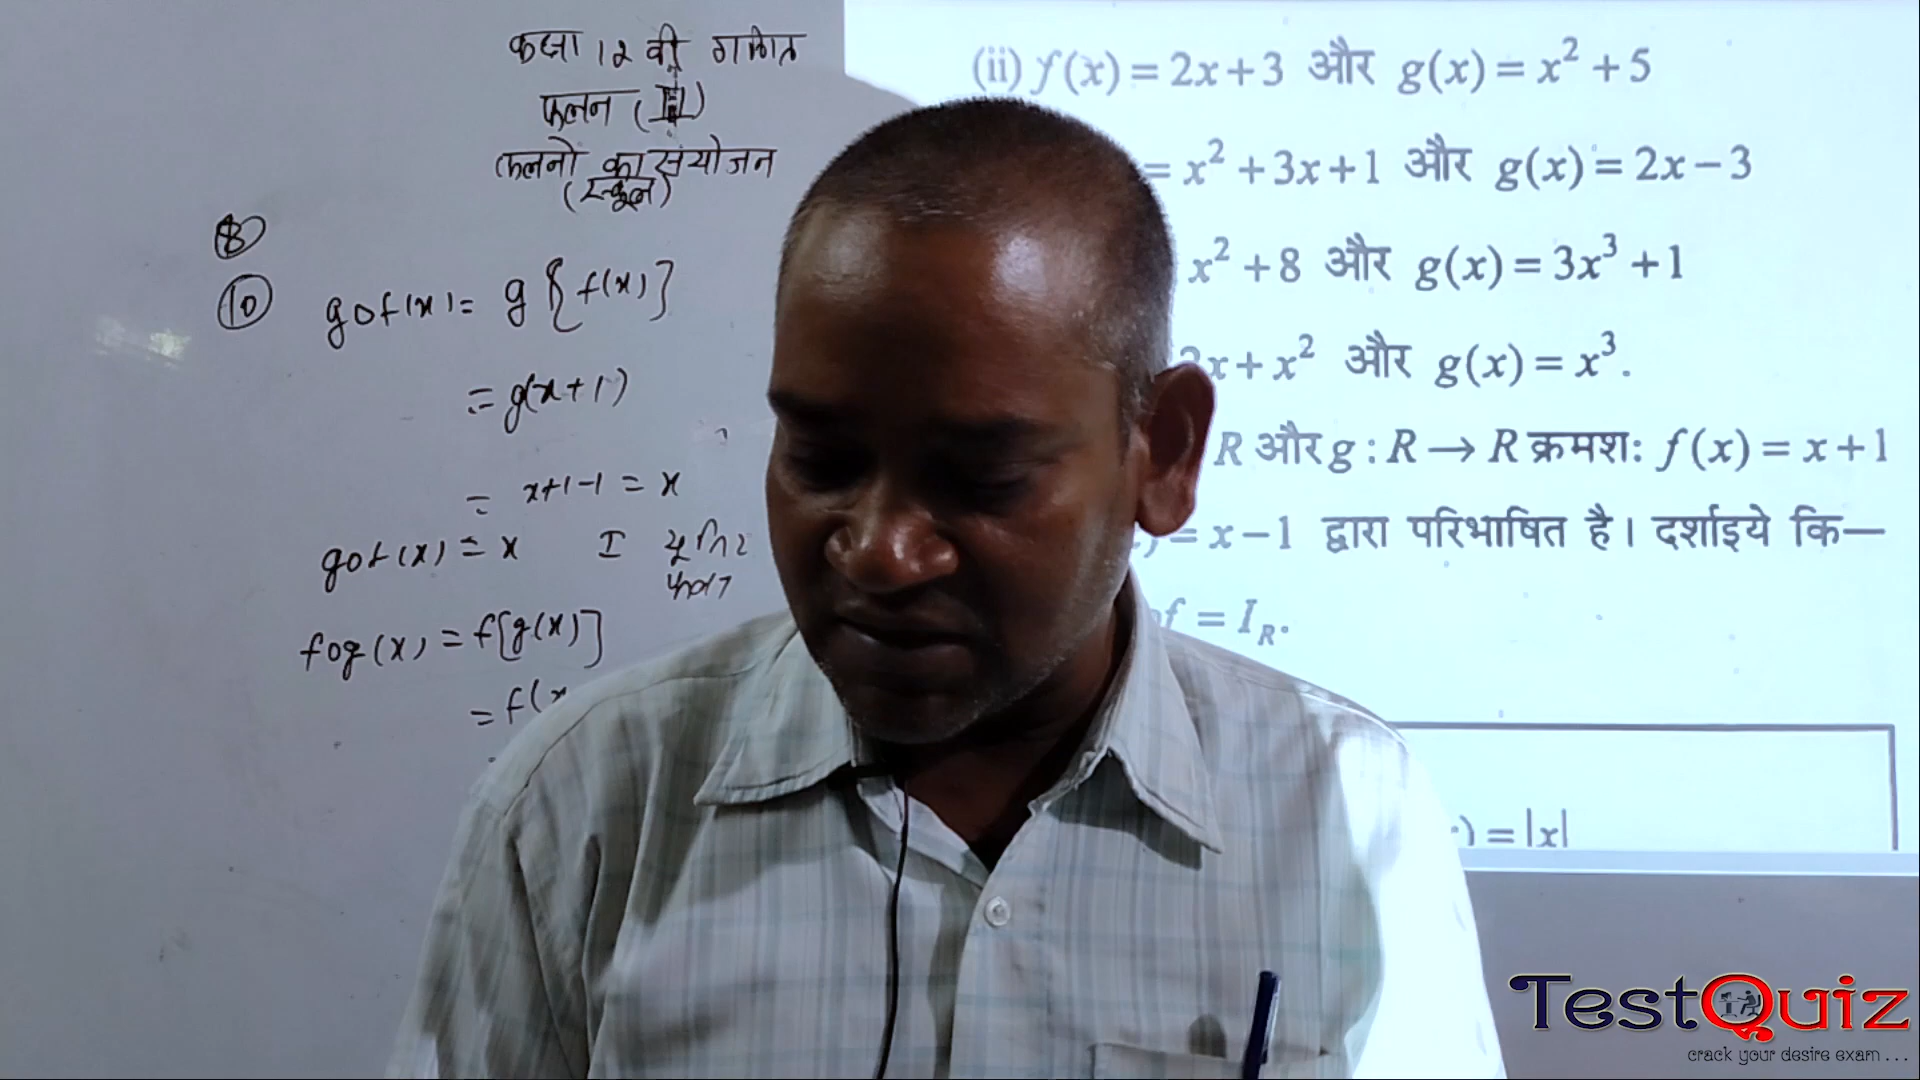 कक्षा 12 वी गणित
फलन (II)
फलनो का संयोजन
(स्कूल)
8
10 gof(x) = g{f(x)]
= g(x+1)
= x+1-1 = x
gof(x) = x I
fog(x) = f[g(x)]
= f(x
(ii) f(x) = 2x+3 और g(x) = x² + 5
= x² + 3x + 1 और g(x) = 2x – 3
x² + 8 और g(x) = 3x³ + 1
x + x² और g(x) = x³.
R और g : R → R क्रमश: f(x) = x + 1
= x – 1 द्वारा परिभाषित है। दर्शाइये कि—
f = I_R.
) = |x|
TestQuiz
crack your desire exam . . .